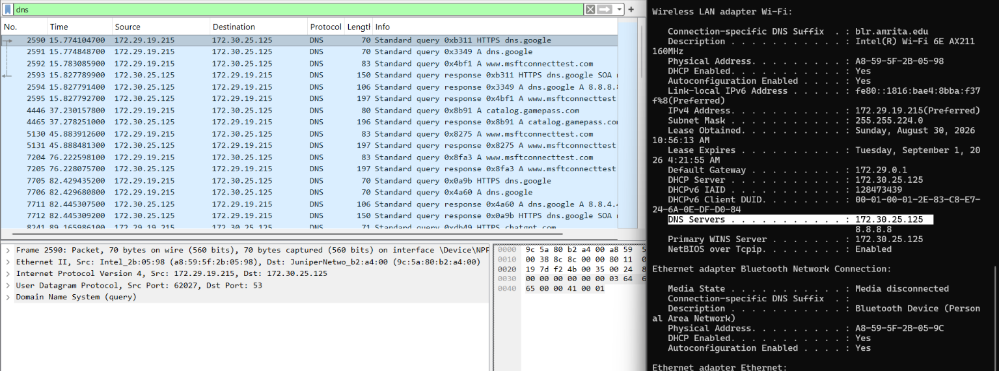 dns
No. Time Source Destination Protocol Length Info
2590 15.774104700 172.29.19.215 172.30.25.125 DNS 70 Standard query 0xb311 HTTPS dns.google
2591 15.774848700 172.29.19.215 172.30.25.125 DNS 70 Standard query 0x3349 A dns.google
2592 15.783085900 172.29.19.215 172.30.25.125 DNS 83 Standard query 0x4bf1 A www.msftconnecttest.com
2593 15.827789900 172.30.25.125 172.29.19.215 DNS 150 Standard query response 0xb311 HTTPS dns.google SOA
2594 15.827791400 172.30.25.125 172.29.19.215 DNS 106 Standard query response 0x3349 A dns.google A 8.8.8.
2595 15.827792700 172.30.25.125 172.29.19.215 DNS 197 Standard query response 0x4bf1 A www.msftconnecttest
4446 37.230157800 172.29.19.215 172.30.25.125 DNS 80 Standard query 0x8b91 A catalog.gamepass.com
4465 37.278251000 172.30.25.125 172.29.19.215 DNS 196 Standard query response 0x8b91 A catalog.gamepass.co
5130 45.883912600 172.29.19.215 172.30.25.125 DNS 83 Standard query 0x8275 A www.msftconnecttest.com
5131 45.888481300 172.30.25.125 172.29.19.215 DNS 197 Standard query response 0x8275 A www.msftconnecttest
7204 76.222598100 172.29.19.215 172.30.25.125 DNS 83 Standard query 0x8fa3 A www.msftconnecttest.com
7205 76.228075700 172.30.25.125 172.29.19.215 DNS 197 Standard query response 0x8fa3 A www.msftconnecttest
7705 82.429435200 172.29.19.215 172.30.25.125 DNS 70 Standard query 0x0a9b HTTPS dns.google
7706 82.429680800 172.29.19.215 172.30.25.125 DNS 70 Standard query 0x4a60 A dns.google
7711 82.445307500 172.30.25.125 172.29.19.215 DNS 106 Standard query response 0x4a60 A dns.google A 8.8.4.
7712 82.445309200 172.30.25.125 172.29.19.215 DNS 150 Standard query response 0x0a9b HTTPS dns.google SOA
8241 89.165986100 172.29.19.215 172.30.25.125 DNS 71 Standard query 0xdb49 HTTPS chatgpt.com
Frame 2590: Packet, 70 bytes on wire (560 bits), 70 bytes captured (560 bits) on interface \Device\NPF
Ethernet II, Src: Intel_2b:05:98 (a8:59:5f:2b:05:98), Dst: JuniperNetwo_b2:a4:00 (9c:5a:80:b2:a4:00)
Internet Protocol Version 4, Src: 172.29.19.215, Dst: 172.30.25.125
User Datagram Protocol, Src Port: 62027, Dst Port: 53
Domain Name System (query)
0000 9c 5a 80 b2 a4 00 a8 59 5
0010 00 38 8c 8c 00 00 80 11 0
0020 19 7d f2 4b 00 35 00 24 8
0030 00 00 00 00 00 00 03 64 6
0040 65 00 00 41 00 01
Wireless LAN adapter Wi-Fi:
Connection-specific DNS Suffix . : blr.amrita.edu
Description . . . . . . . . . . . : Intel(R) Wi-Fi 6E AX211
160MHz
Physical Address. . . . . . . . . : A8-59-5F-2B-05-98
DHCP Enabled. . . . . . . . . . . : Yes
Autoconfiguration Enabled . . . . : Yes
Link-local IPv6 Address . . . . . : fe80::1816:bae4:8bba:f37
f%8(Preferred)
IPv4 Address. . . . . . . . . . . : 172.29.19.215(Preferred)
Subnet Mask . . . . . . . . . . . : 255.255.224.0
Lease Obtained. . . . . . . . . . : Sunday, August 30, 2026
10:56:13 AM
Lease Expires . . . . . . . . . . : Tuesday, September 1, 20
26 4:21:55 AM
Default Gateway . . . . . . . . . : 172.29.0.1
DHCP Server . . . . . . . . . . . : 172.30.25.125
DHCPv6 IAID . . . . . . . . . . . : 128473439
DHCPv6 Client DUID. . . . . . . . : 00-01-00-01-2E-83-C8-E7-
24-6A-0E-DF-D0-84
DNS Servers . . . . . . . . . . . : 172.30.25.125
8.8.8.8
Primary WINS Server . . . . . . . : 172.30.25.125
NetBIOS over Tcpip. . . . . . . . : Enabled
Ethernet adapter Bluetooth Network Connection:
Media State . . . . . . . . . . . : Media disconnected
Connection-specific DNS Suffix . :
Description . . . . . . . . . . . : Bluetooth Device (Person
al Area Network)
Physical Address. . . . . . . . . : A8-59-5F-2B-05-9C
DHCP Enabled. . . . . . . . . . . : Yes
Autoconfiguration Enabled . . . . : Yes
Ethernet adapter Ethernet: